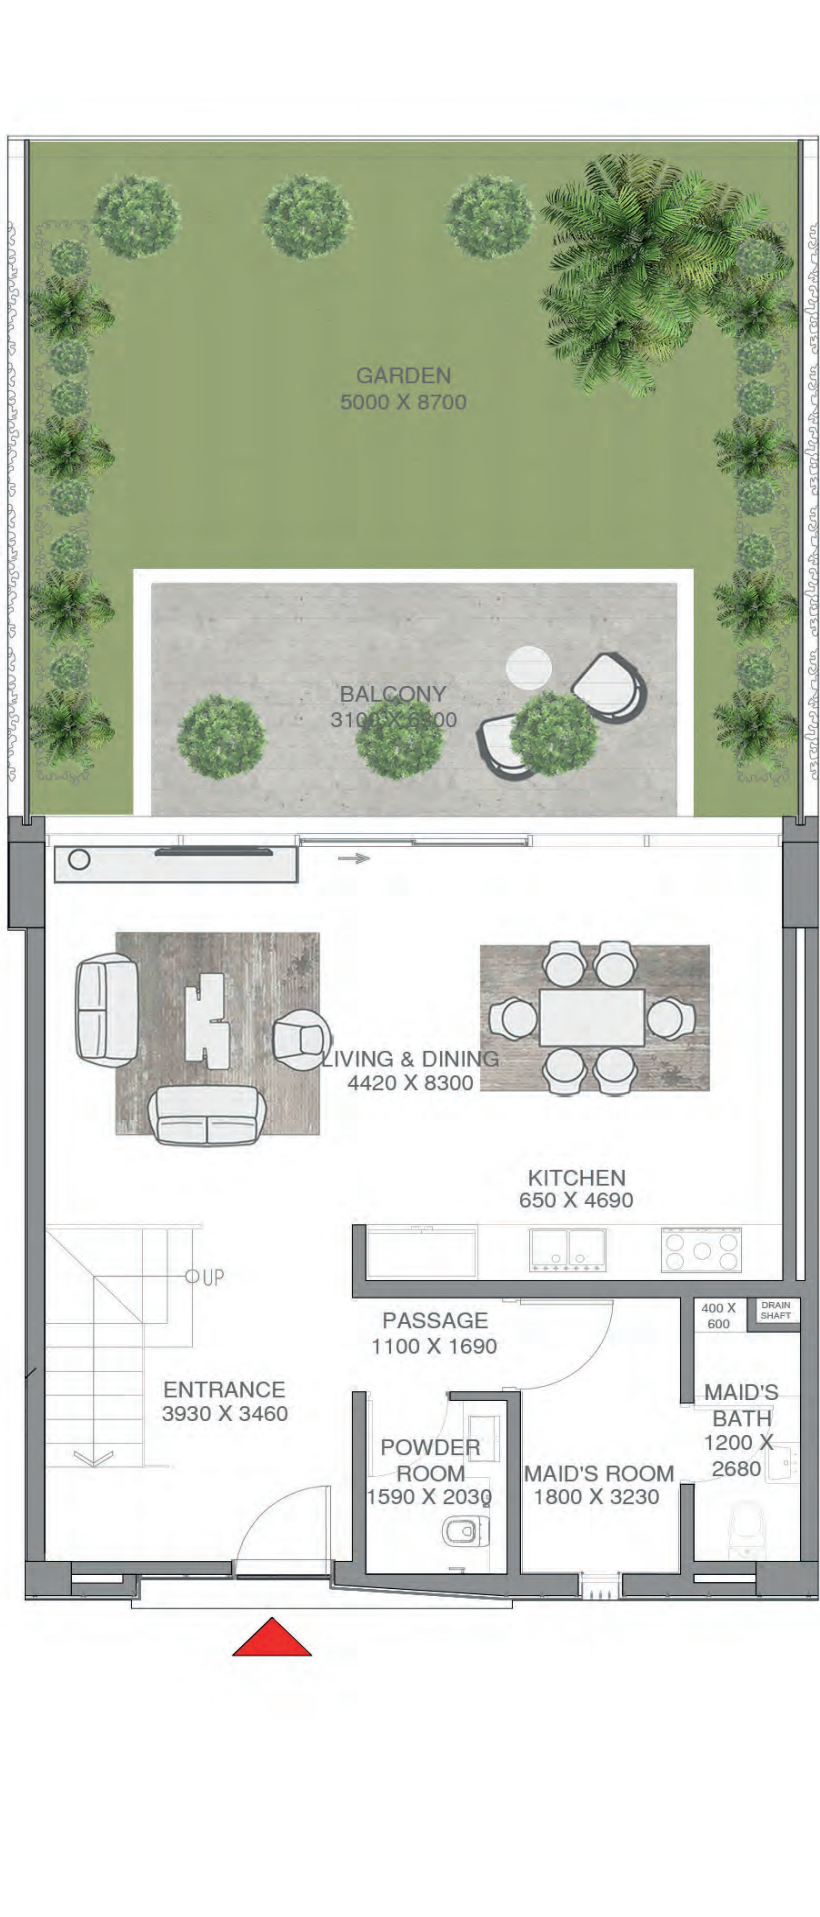 GARDEN
5000 X 8700
BALCONY
LIVING & DINING
4420 X 8300
KITCHEN
650 X 4690
UP
PASSAGE
1100 X 1690
400 X
600
DRAIN
SHAFT
ENTRANCE
3930 X 3460
MAID'S
BATH
1200 X
2680
POWDER
ROOM
1590 X 2030
MAID'S ROOM
1800 X 3230